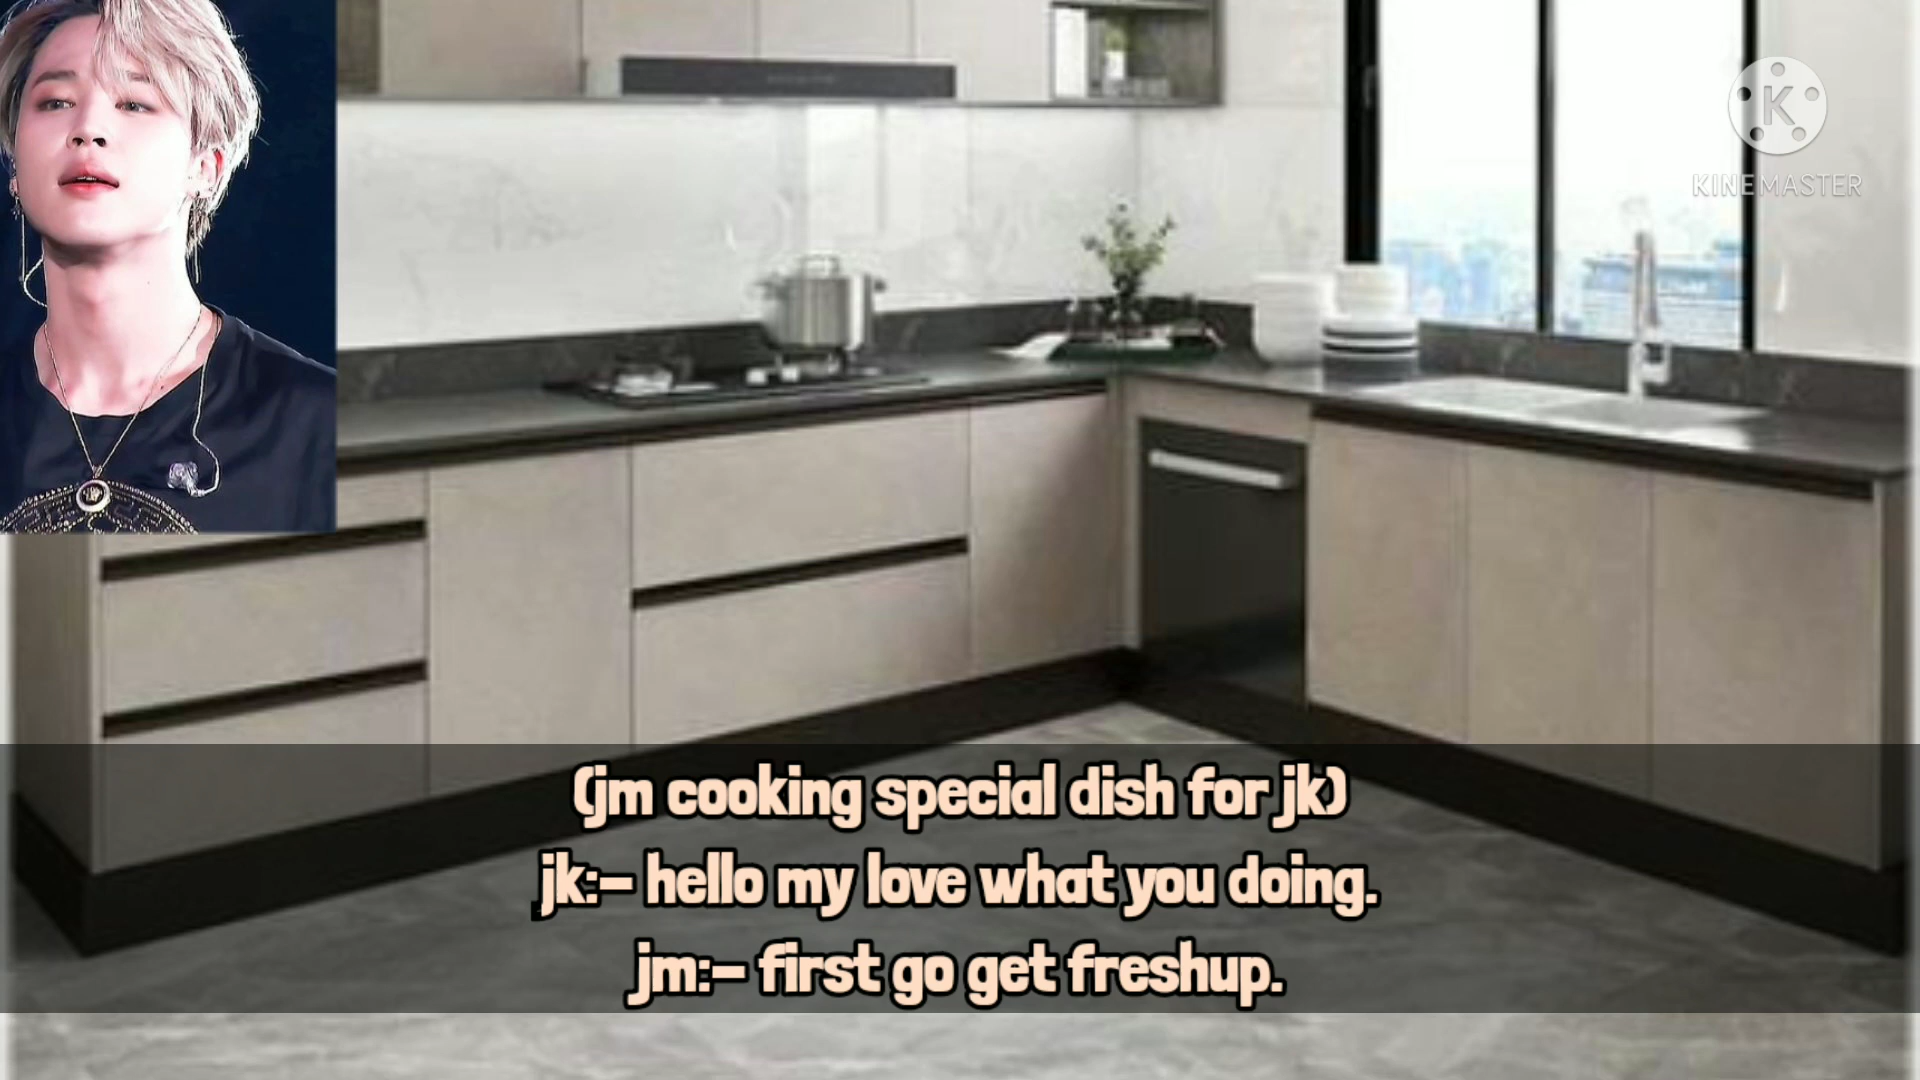 K
KINEMASTER
(jm cooking special dish for jk)
jk:- hello my love what you doing.
jm:- first go get freshup.